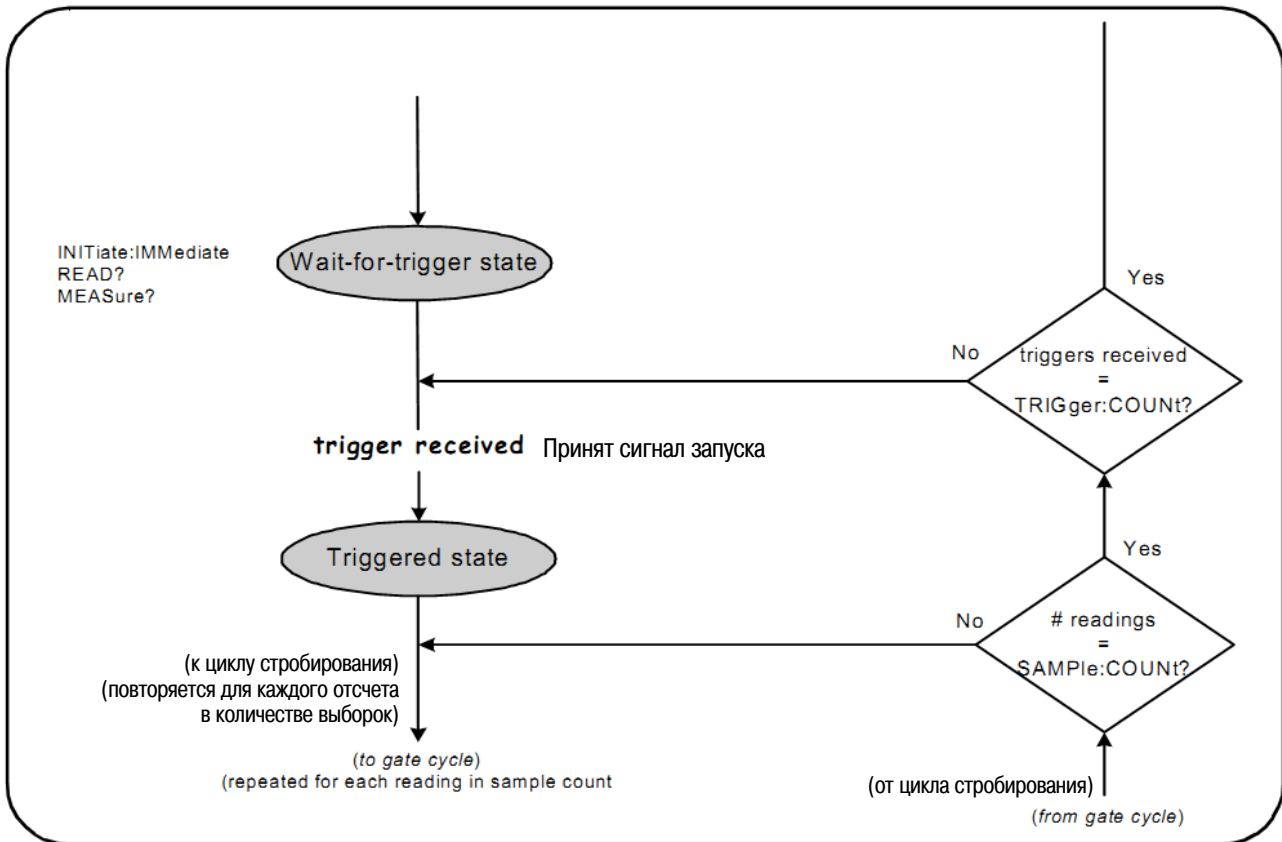 INITiate:IMMediate
READ?
MEASure?
Wait-for-trigger state
Yes
No
triggers received
=
TRIGger:COUNt?
trigger received Принят сигнал запуска
Triggered state
Yes
No
# readings
=
SAMPle:COUNt?
(к циклу стробирования)
(повторяется для каждого отсчета
в количестве выборок)
(to gate cycle)
(repeated for each reading in sample count
(от цикла стробирования)
(from gate cycle)